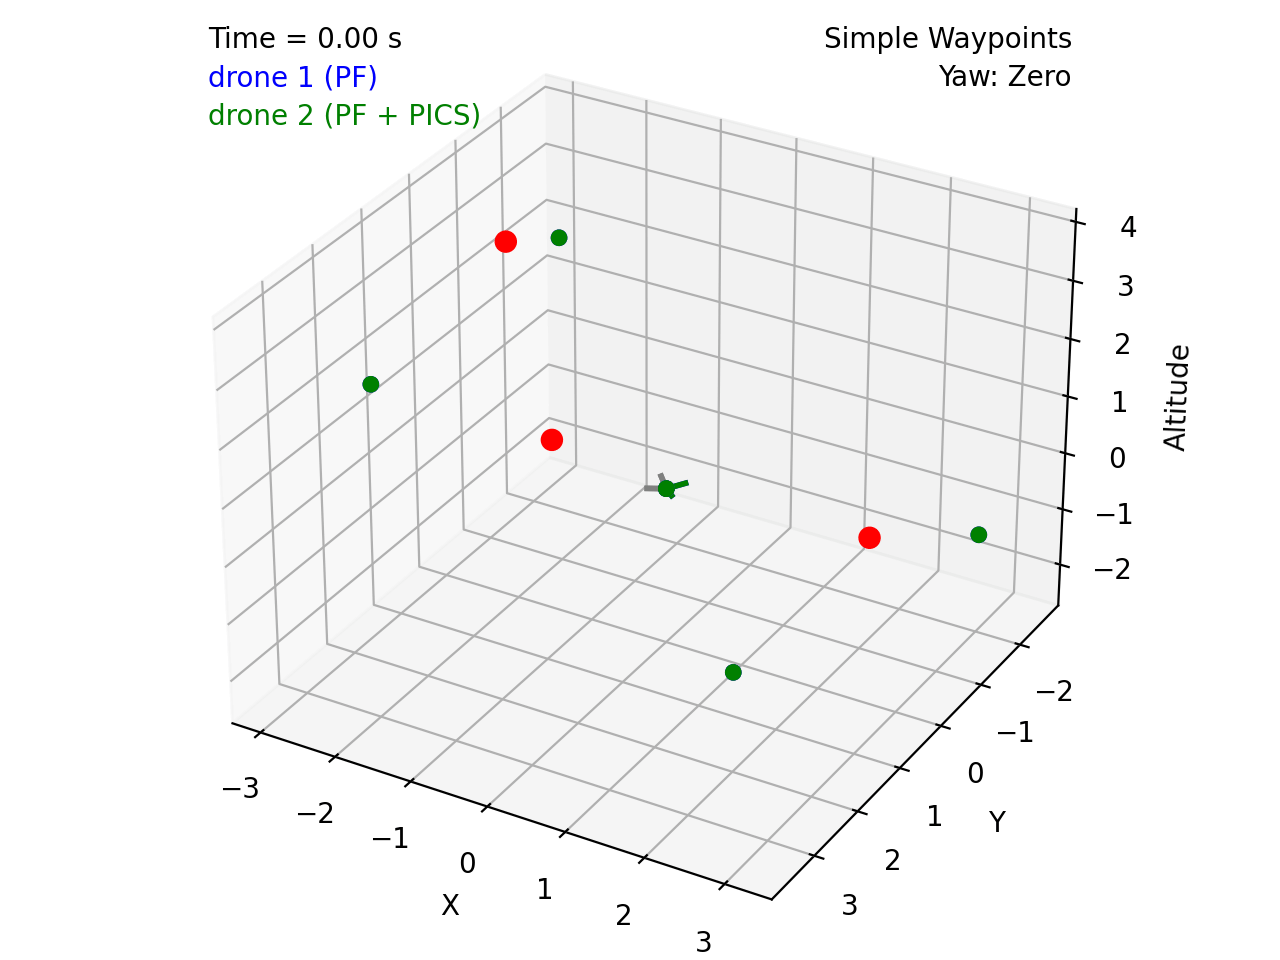 Time = 0.00 s
drone 1 (PF)
drone 2 (PF + PICS)
Simple Waypoints
Yaw: Zero
4
3
2
1
0
−1
−2
Altitude
−2
−1
0
1
2
3
Y
−3
−2
−1
0
1
2
3
X